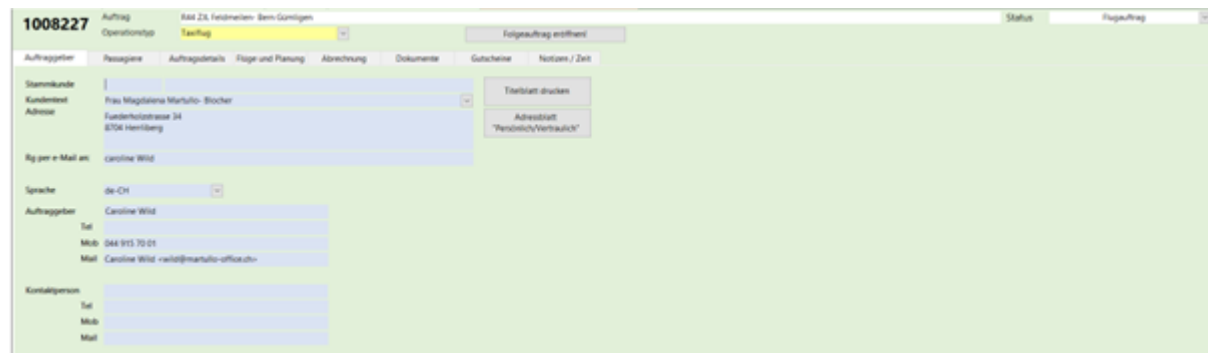 1008227
Auftrag RA4 ZJL Feldmeilen- Bern Gümligen Status Flugauftrag
Operationstyp Taxiflug Folgeauftrag eröffnen!
Auftraggeber Passagiere Auftragsdetails Flüge und Planung Abrechnung Dokumente Gutscheine Notizen / Zeit
Stammkunde
Titelblatt drucken
Kundentext Frau Magdalena Martullo- Blocher
Adresse Fuederholzstrasse 34
8704 Herrliberg
Adressblatt
"Persönlich/Vertraulich"
Rg per e-Mail an: caroline Wild
Sprache de-CH
Auftraggeber Caroline Wild
Tel
Mob 044 915 70 01
Mail Caroline Wild <wild@martullo-office.ch>
Kontaktperson
Tel
Mob
Mail